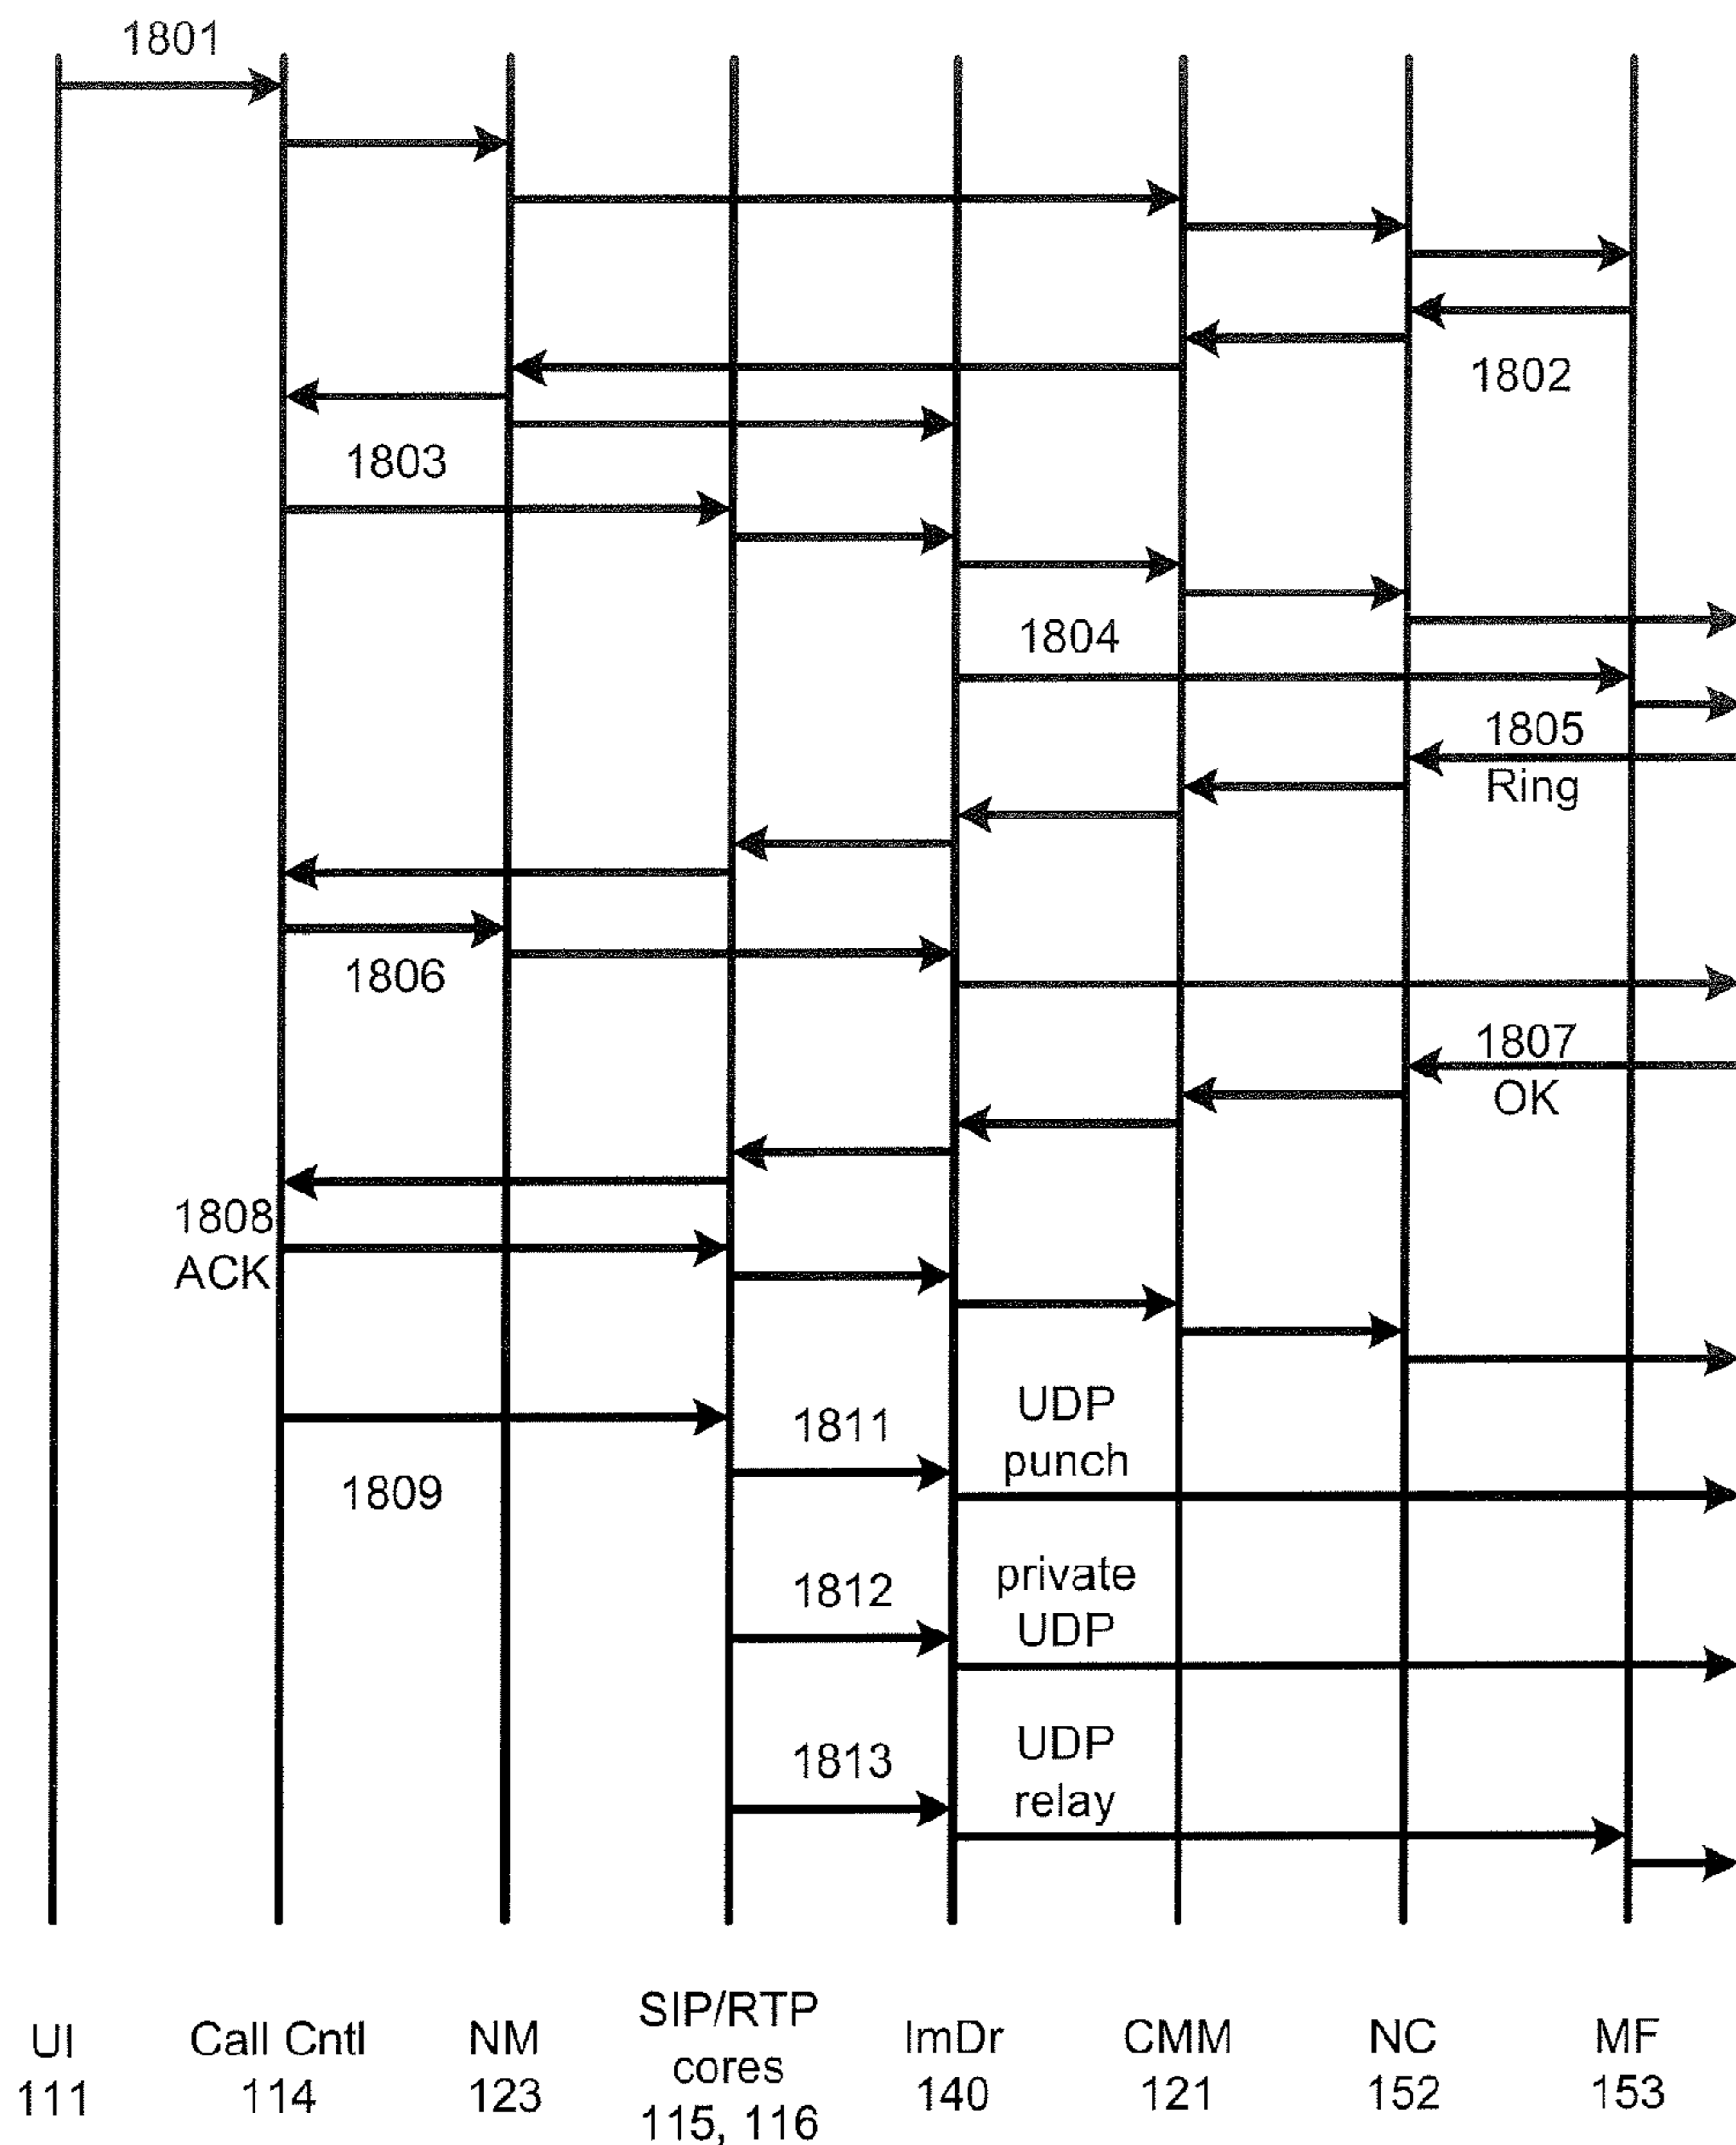 1801
1802
1803
1804
1805
Ring
1806
1807
OK
1808
ACK
UDP
1811
punch
1809
private
1812
UDP
UDP
1813
relay
UI
111
Call Cntl
114
NM
123
SIP/RTP
cores
115, 116
ImDr
140
CMM
121
NC
152
MF
153